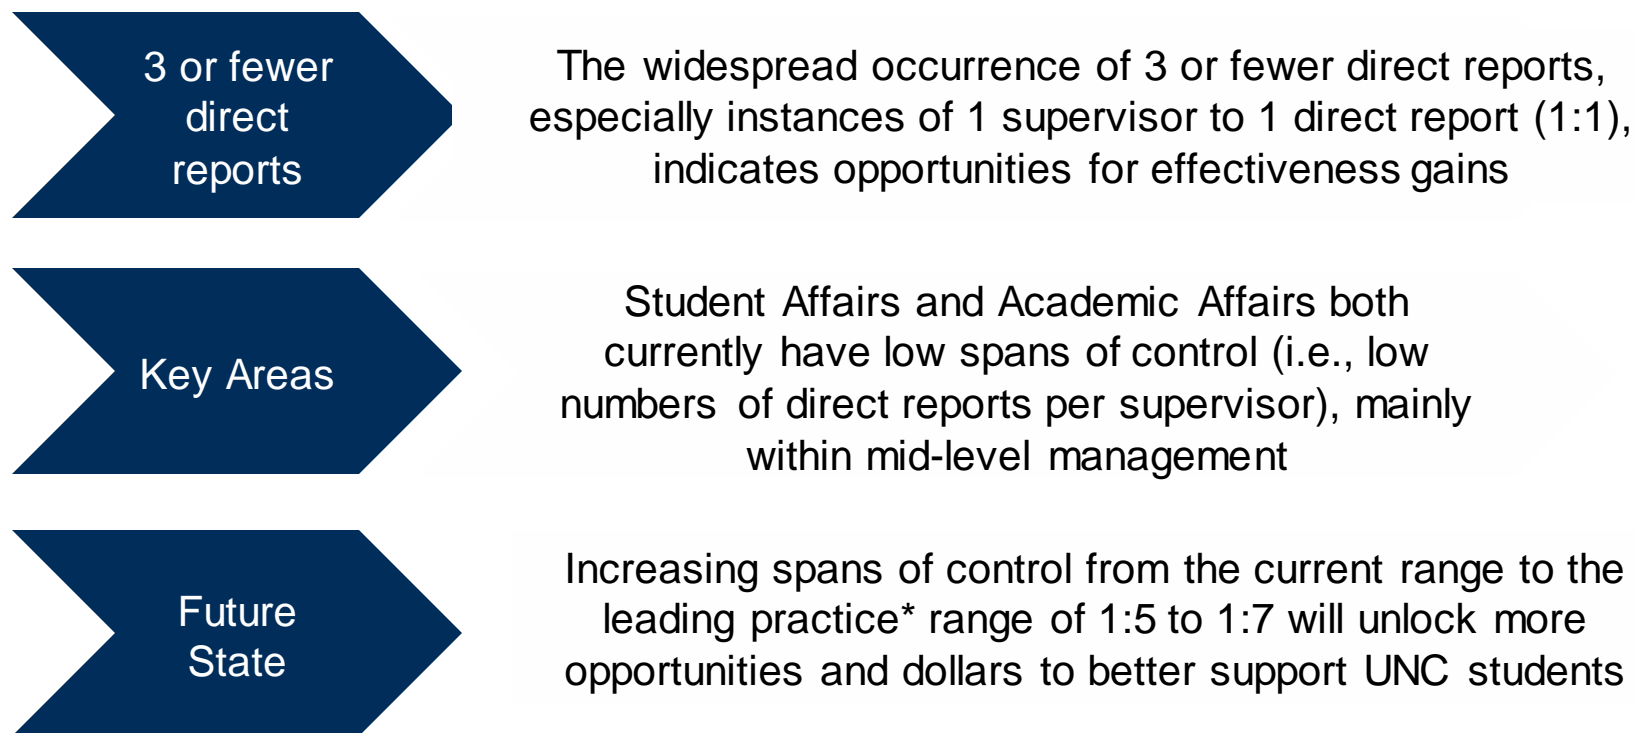 3 or fewer
direct
reports
The widespread occurrence of 3 or fewer direct reports,
especially instances of 1 supervisor to 1 direct report (1:1),
indicates opportunities for effectiveness gains
Key Areas
Student Affairs and Academic Affairs both
currently have low spans of control (i.e., low
numbers of direct reports per supervisor), mainly
within mid-level management
Future
State
Increasing spans of control from the current range to the
leading practice* range of 1:5 to 1:7 will unlock more
opportunities and dollars to better support UNC students